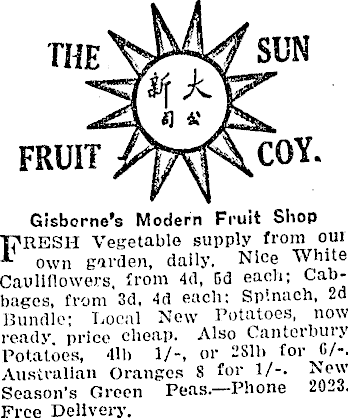 THE SUN
大新
公司
FRUIT COY.
Gisborne's Modern Fruit Shop
FRESH Vegetable supply from our
own garden, daily. Nice White
Cauliflowers, from 4d, 6d each; Cab-
bages, from 3d, 4d each; Spinach, 2d
Bundle; Local New Potatoes, now
ready, price cheap. Also Canterbury
Potatoes, 4lb 1/-, or 28lb for 6/-.
Australian Oranges 8 for 1/-. New
Season's Green Peas.—Phone 2023.
Free Delivery.